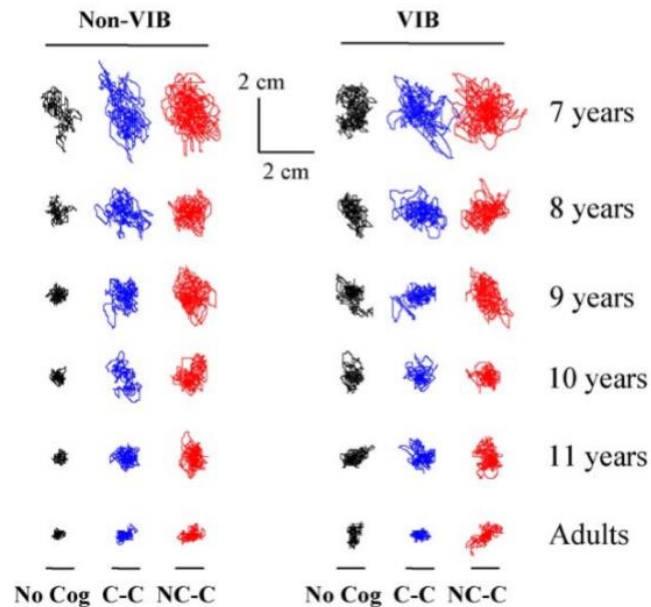 Non-VIB VIB
2 cm
2 cm
7 years
8 years
9 years
10 years
11 years
Adults
No Cog C-C NC-C No Cog C-C NC-C